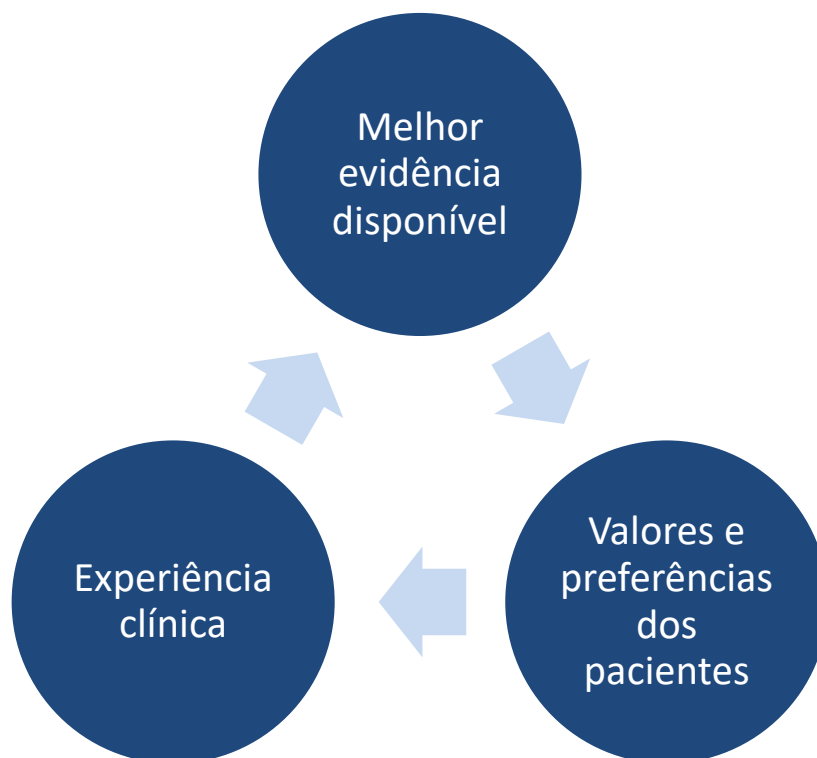 Melhor
evidência
disponível
Valores e
preferências
dos
pacientes
Experiência
clínica